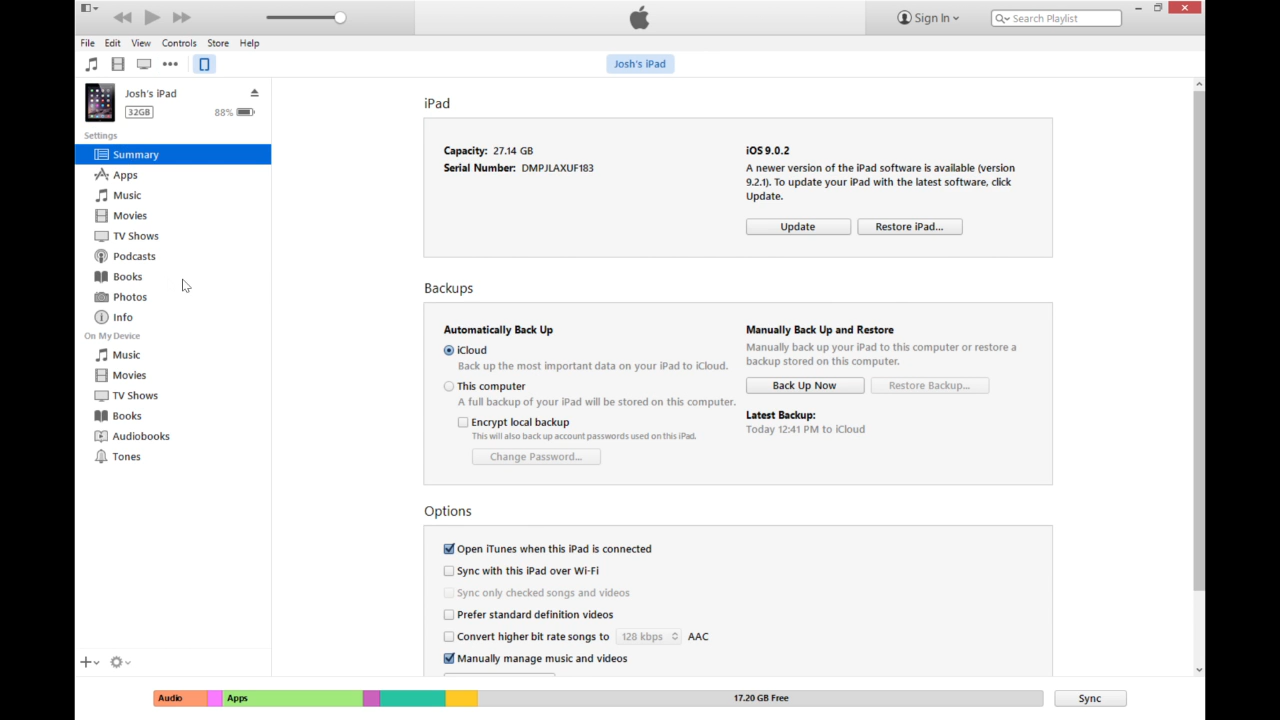 Sign In
Search Playlist
File Edit View Controls Store Help
Josh's iPad
Josh's iPad
32GB
88%
Settings
Summary
Apps
Music
Movies
TV Shows
Podcasts
Books
Photos
Info
On My Device
Music
Movies
TV Shows
Books
Audiobooks
Tones
iPad
Capacity: 27.14 GB
Serial Number: DMPJLAXUF183
iOS 9.0.2
A newer version of the iPad software is available (version
9.2.1). To update your iPad with the latest software, click
Update.
Update
Restore iPad...
Backups
Automatically Back Up
iCloud
Back up the most important data on your iPad to iCloud.
This computer
A full backup of your iPad will be stored on this computer.
Encrypt local backup
This will also back up account passwords used on this iPad.
Change Password...
Manually Back Up and Restore
Manually back up your iPad to this computer or restore a
backup stored on this computer.
Back Up Now
Restore Backup...
Latest Backup:
Today 12:41 PM to iCloud
Options
Open iTunes when this iPad is connected
Sync with this iPad over Wi-Fi
Sync only checked songs and videos
Prefer standard definition videos
Convert higher bit rate songs to 128 kbps AAC
Manually manage music and videos
Audio
Apps
17.20 GB Free
Sync